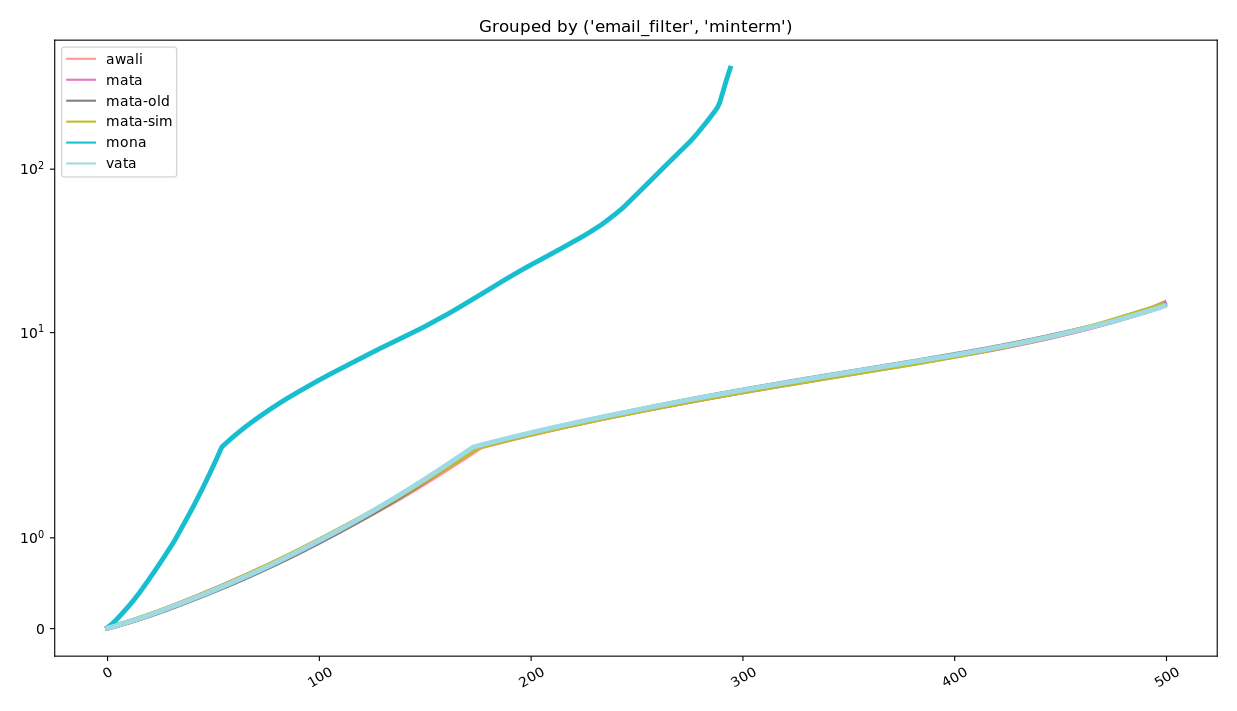 Grouped by ('email_filter', 'minterm')
awali
mata
mata-old
mata-sim
mona
vata
10²
10¹
10⁰
0
0
100
200
300
400
500